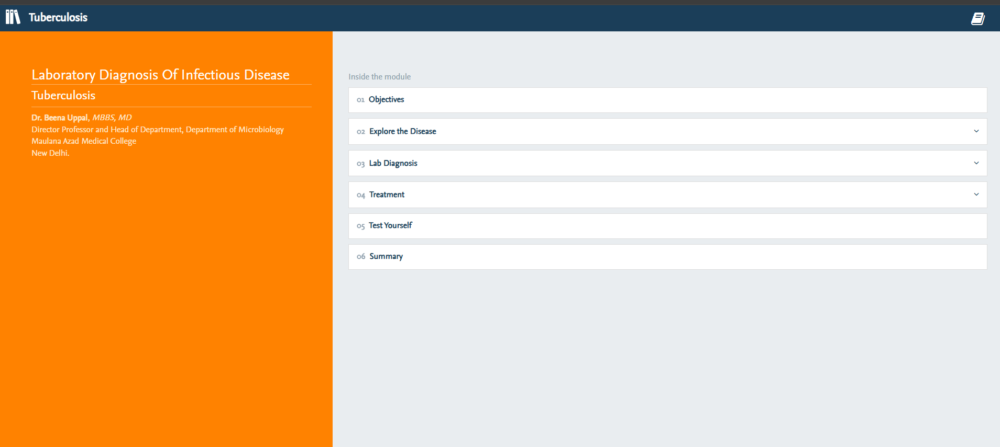 Tuberculosis
Laboratory Diagnosis Of Infectious Disease
Tuberculosis
Dr. Beena Uppal, MBBS, MD
Director Professor and Head of Department, Department of Microbiology
Maulana Azad Medical College
New Delhi.
Inside the module
01 Objectives
02 Explore the Disease
03 Lab Diagnosis
04 Treatment
05 Test Yourself
06 Summary